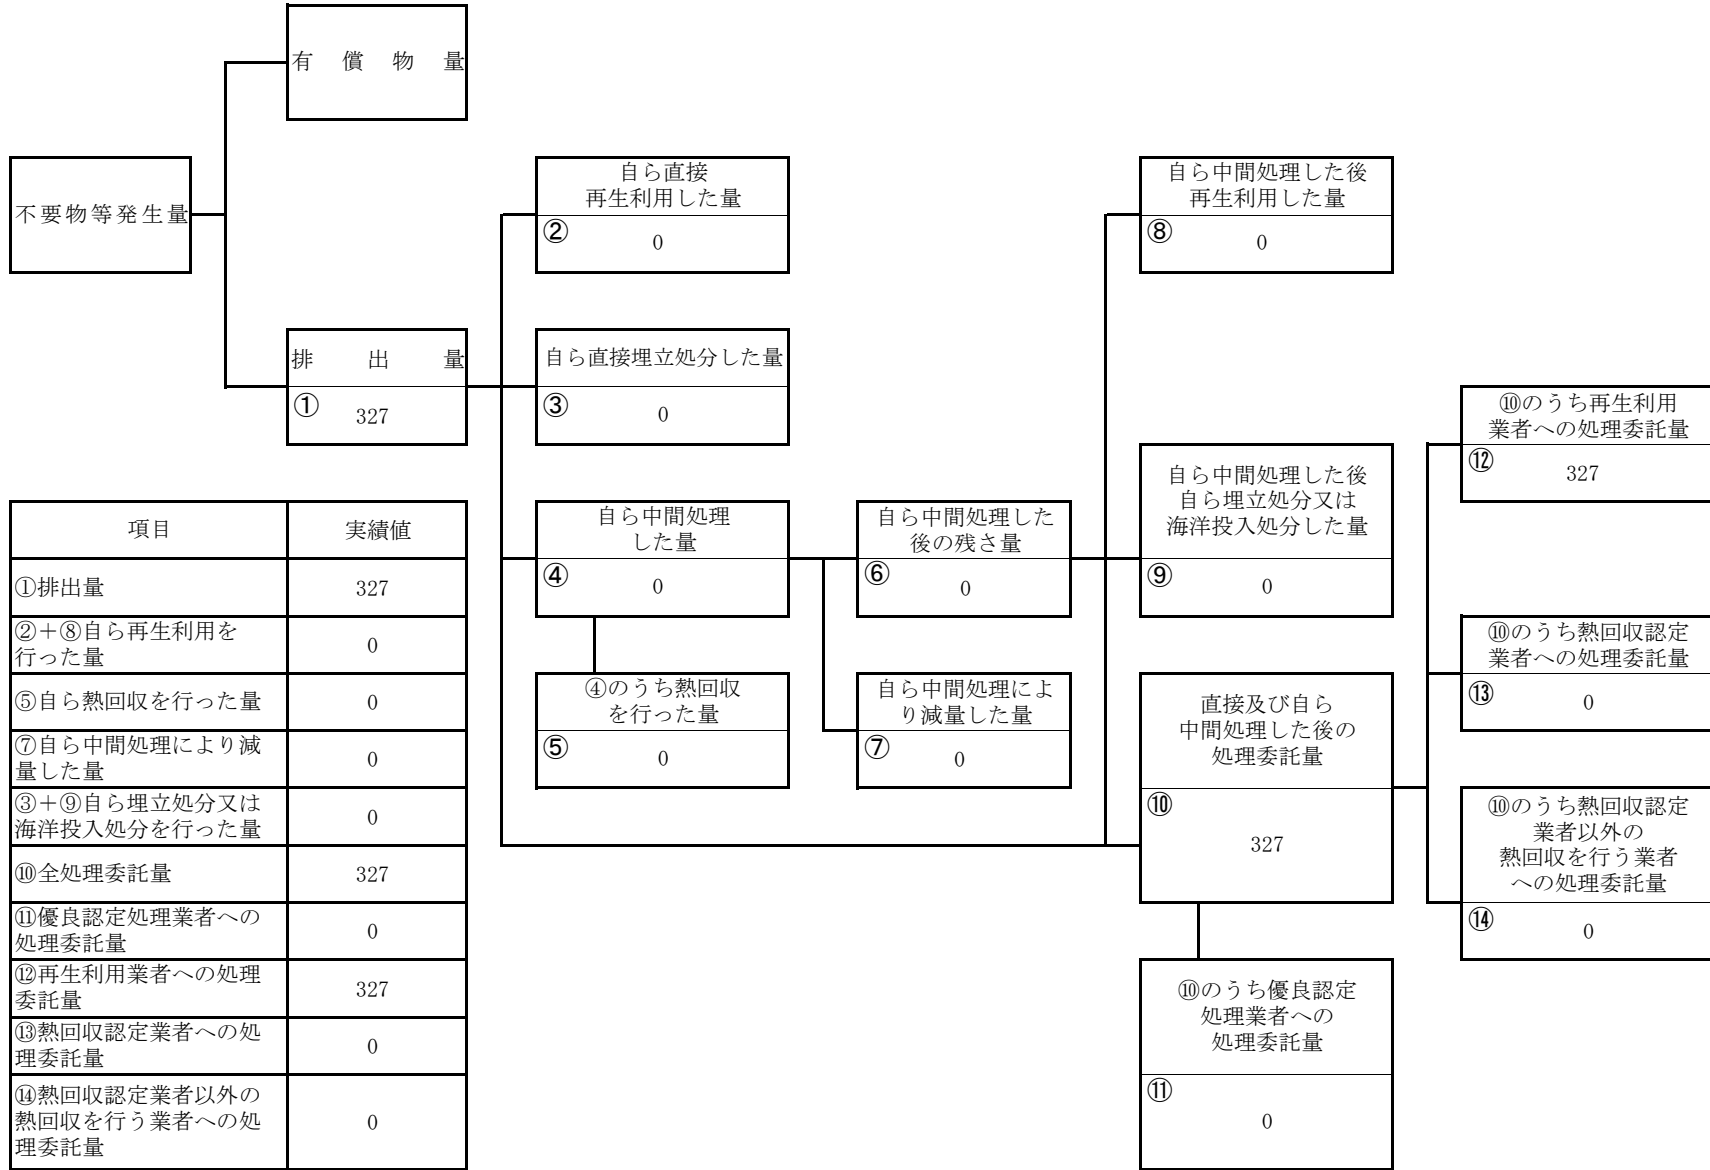 有償物量
不要物等発生量
排出量
①
327
自ら直接
再生利用した量
②
0
自ら直接埋立処分した量
③
0
自ら中間処理
した量
④
0
④のうち熱回収
を行った量
⑤
0
自ら中間処理した
後の残さ量
⑥
0
自ら中間処理によ
り減量した量
⑦
0
自ら中間処理した後
再生利用した量
⑧
0
自ら中間処理した後
自ら埋立処分又は
海洋投入処分した量
⑨
0
直接及び自ら
中間処理した後の
処理委託量
⑩
327
⑩のうち優良認定
処理業者への
処理委託量
⑪
0
⑩のうち再生利用
業者への処理委託量
⑫
327
⑩のうち熱回収認定
業者への処理委託量
⑬
0
⑩のうち熱回収認定
業者以外の
熱回収を行う業者
への処理委託量
⑭
0
項目 実績値
①排出量 327
②+⑧自ら再生利用を
行った量 0
⑤自ら熱回収を行った量 0
⑦自ら中間処理により減
量した量 0
③+⑨自ら埋立処分又は
海洋投入処分を行った量 0
⑩全処理委託量 327
⑪優良認定処理業者への
処理委託量 0
⑫再生利用業者への処理
委託量 327
⑬熱回収認定業者への処
理委託量 0
⑭熱回収認定業者以外の
熱回収を行う業者への処
理委託量 0